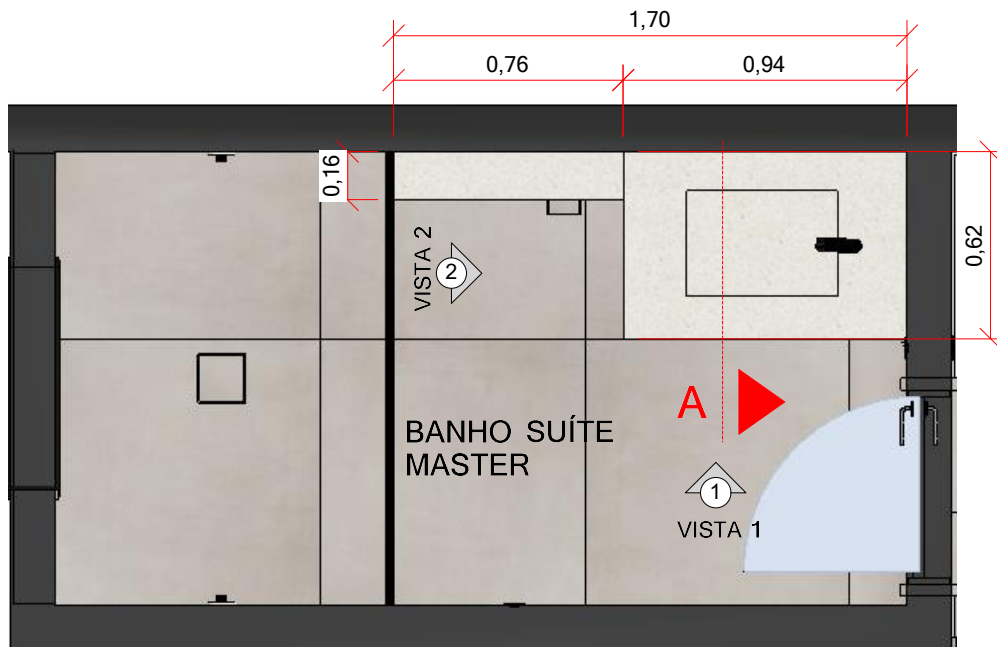 1,70
0,76
0,94
0,16
0,62
VISTA 2
2
A
BANHO SUÍTE
MASTER
1
VISTA 1